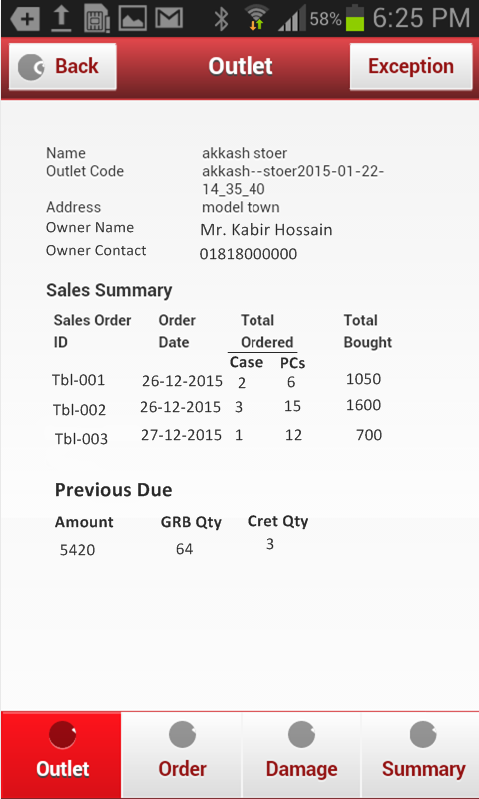 58% 6:25 PM
Back Outlet Exception
Name akkash stoer
Outlet Code akkash--stoer2015-01-22-
14_35_40
Address model town
Owner Name Mr. Kabir Hossain
Owner Contact 01818000000
Sales Summary
Sales Order Order Total Total
ID Date Ordered Bought
Case PCs
Tbl-001 26-12-2015 2 6 1050
Tbl-002 26-12-2015 3 15 1600
Tbl-003 27-12-2015 1 12 700
Previous Due
Amount GRB Qty Cret Qty
5420 64 3
Outlet Order Damage Summary